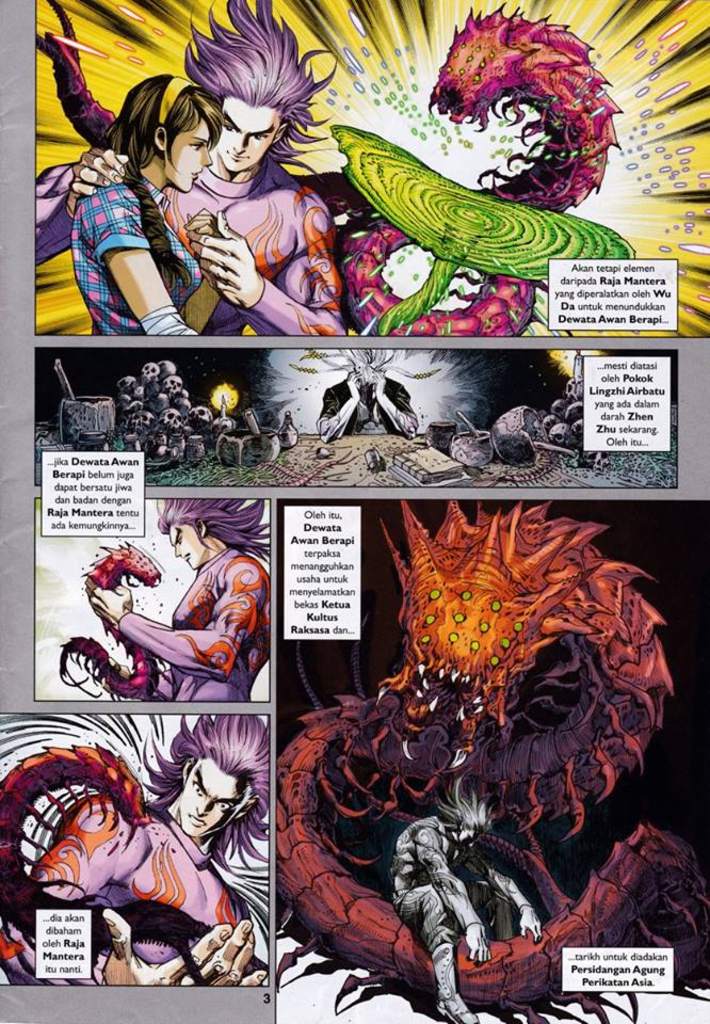 Akan tetapi elemen
daripada Raja Mantera
yang diperalatkan oleh Wu
Da untuk menundukkan
Dewata Awan Berapi...
...mesti diatasi
oleh Pokok
Lingzhi Airbatu
yang ada dalam
darah Zhen
Zhu sekarang.
Oleh itu...
...jika Dewata Awan
Berapi belum juga
dapat bersatu jiwa
dan badan dengan
Raja Mantera tentu
ada kemungkinnya...
...dia akan
dibaham
oleh Raja
Mantera
itu nanti.
Oleh itu,
Dewata
Awan Berapi
terpaksa
menangguhkan
usaha untuk
menyelamatkan
bekas Ketua
Kultus
Raksasa dan...
...tarikh untuk diadakan
Persidangan Agung
Perikatan Asia.
3